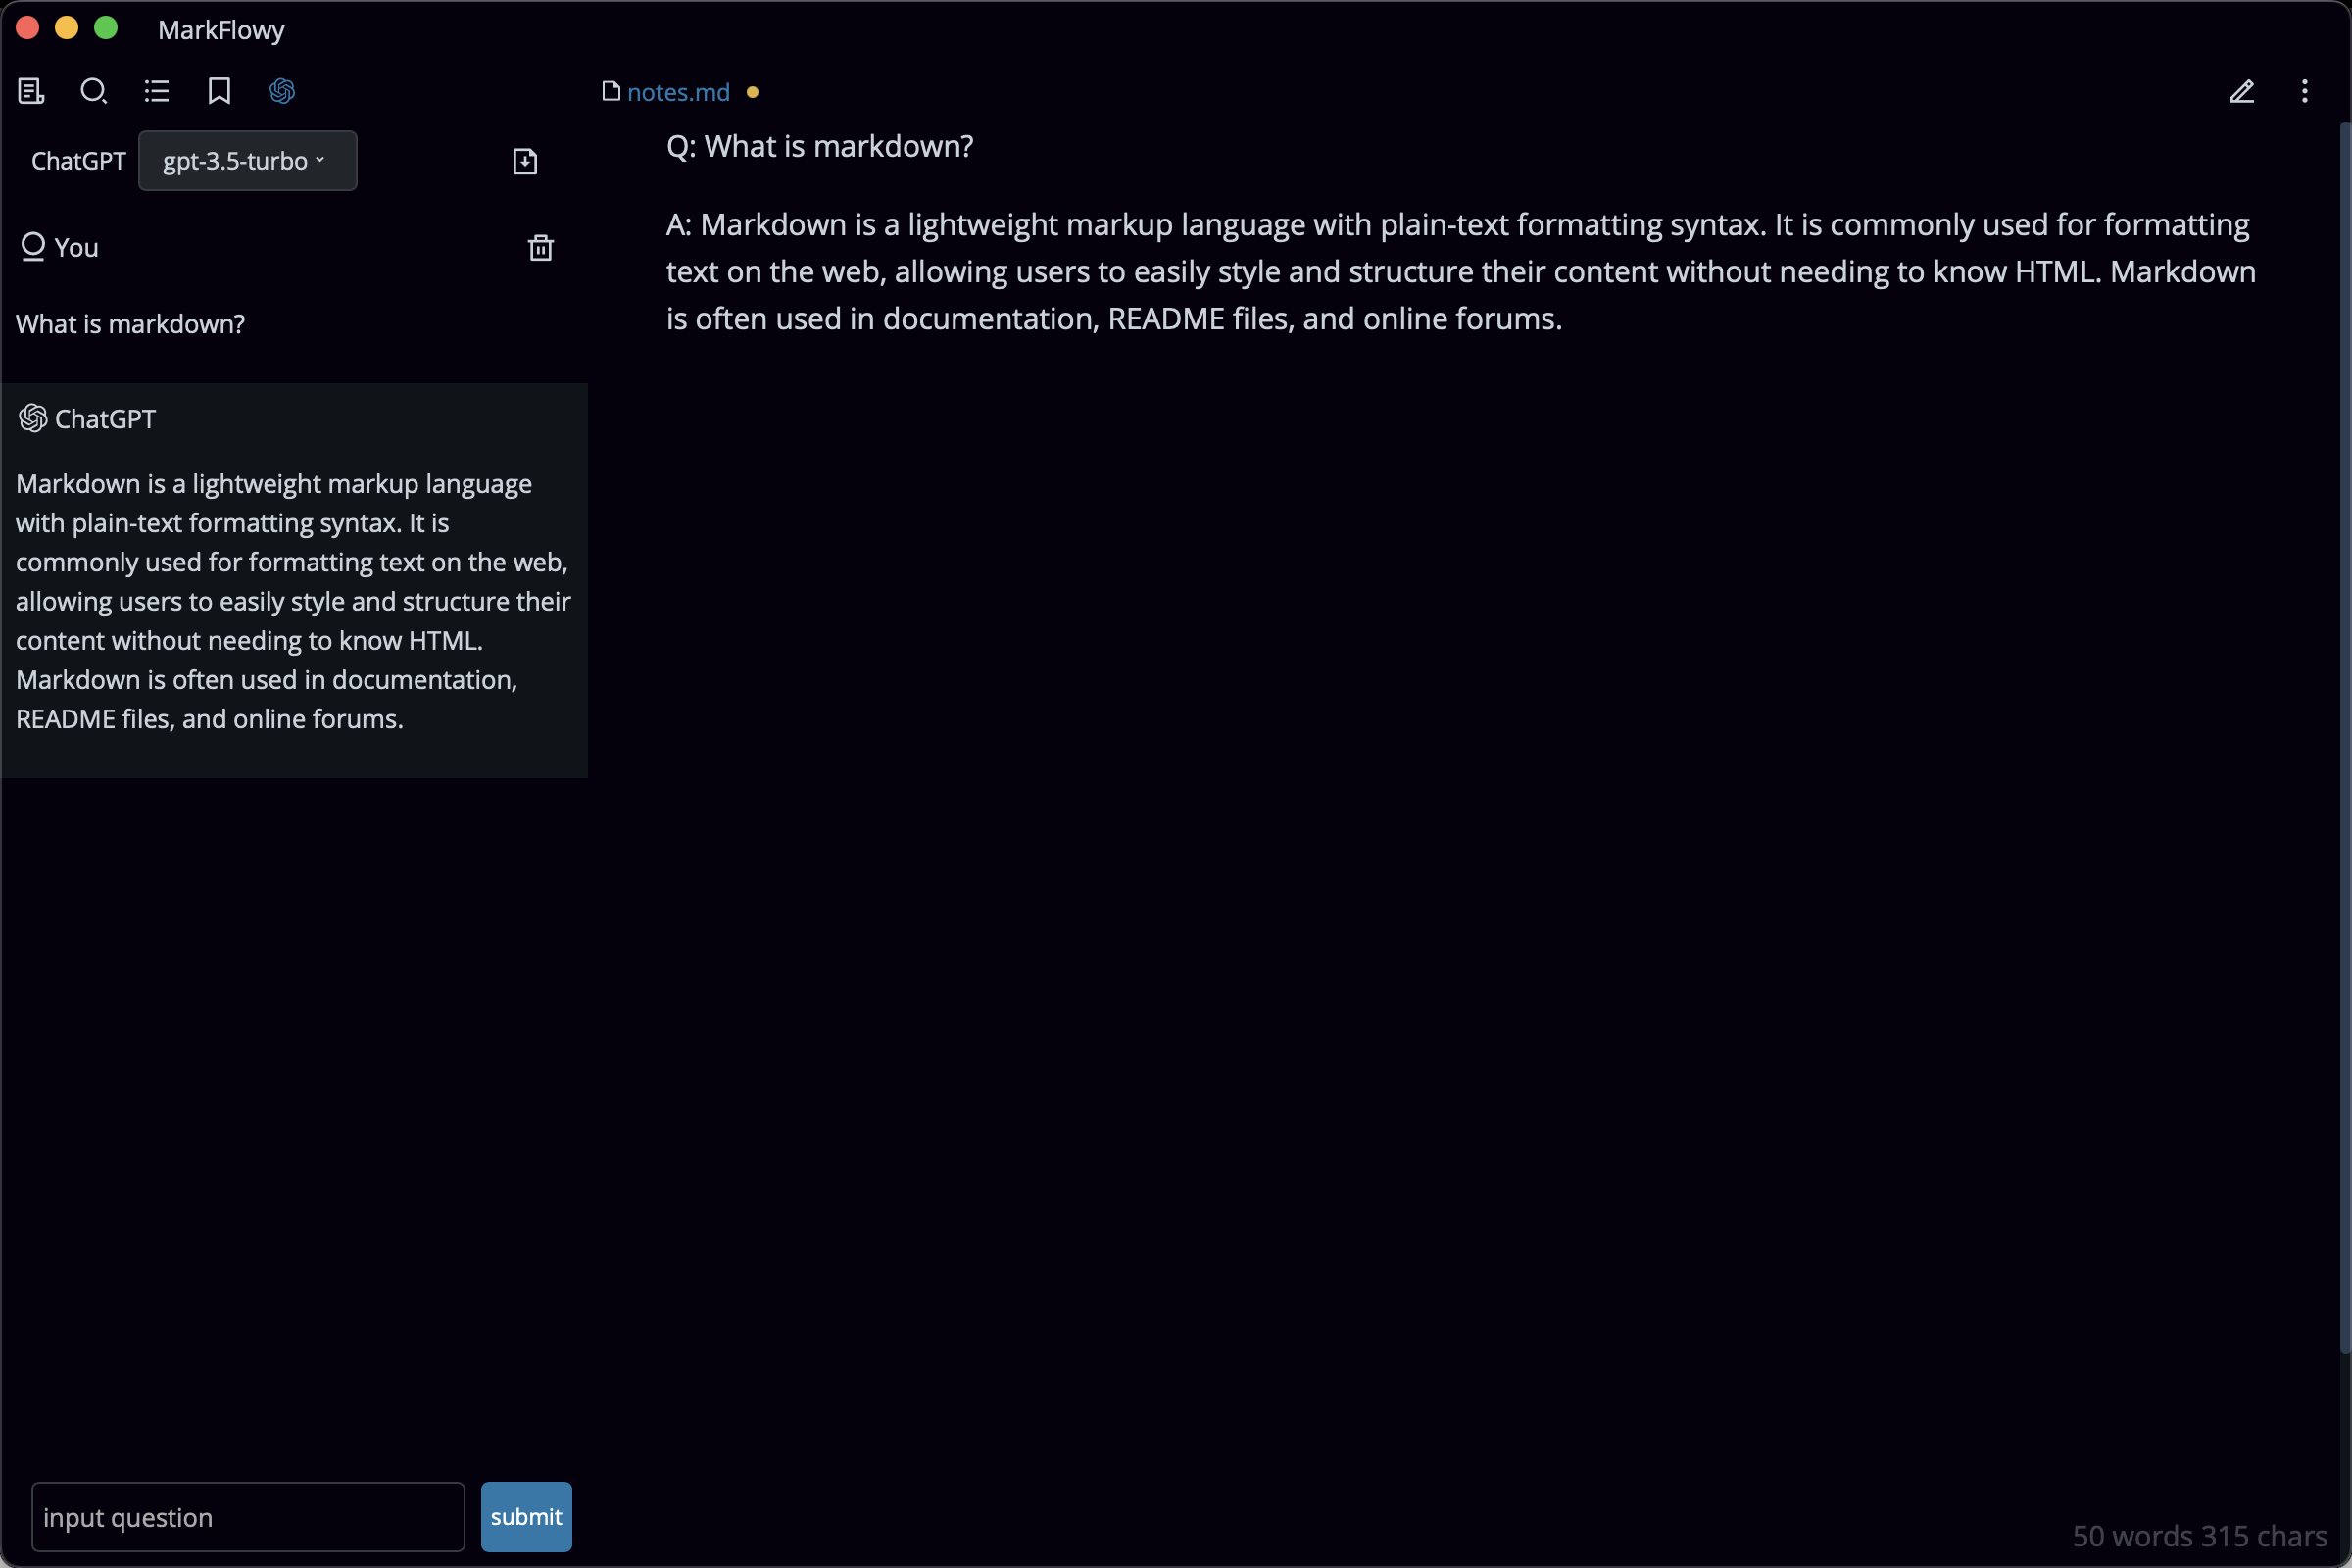 MarkFlowy
ChatGPT gpt-3.5-turbo
You
What is markdown?
ChatGPT
Markdown is a lightweight markup language
with plain-text formatting syntax. It is
commonly used for formatting text on the web,
allowing users to easily style and structure their
content without needing to know HTML.
Markdown is often used in documentation,
README files, and online forums.
input question
submit
notes.md
Q: What is markdown?
A: Markdown is a lightweight markup language with plain-text formatting syntax. It is commonly used for formatting
text on the web, allowing users to easily style and structure their content without needing to know HTML. Markdown
is often used in documentation, README files, and online forums.
50 words 315 chars